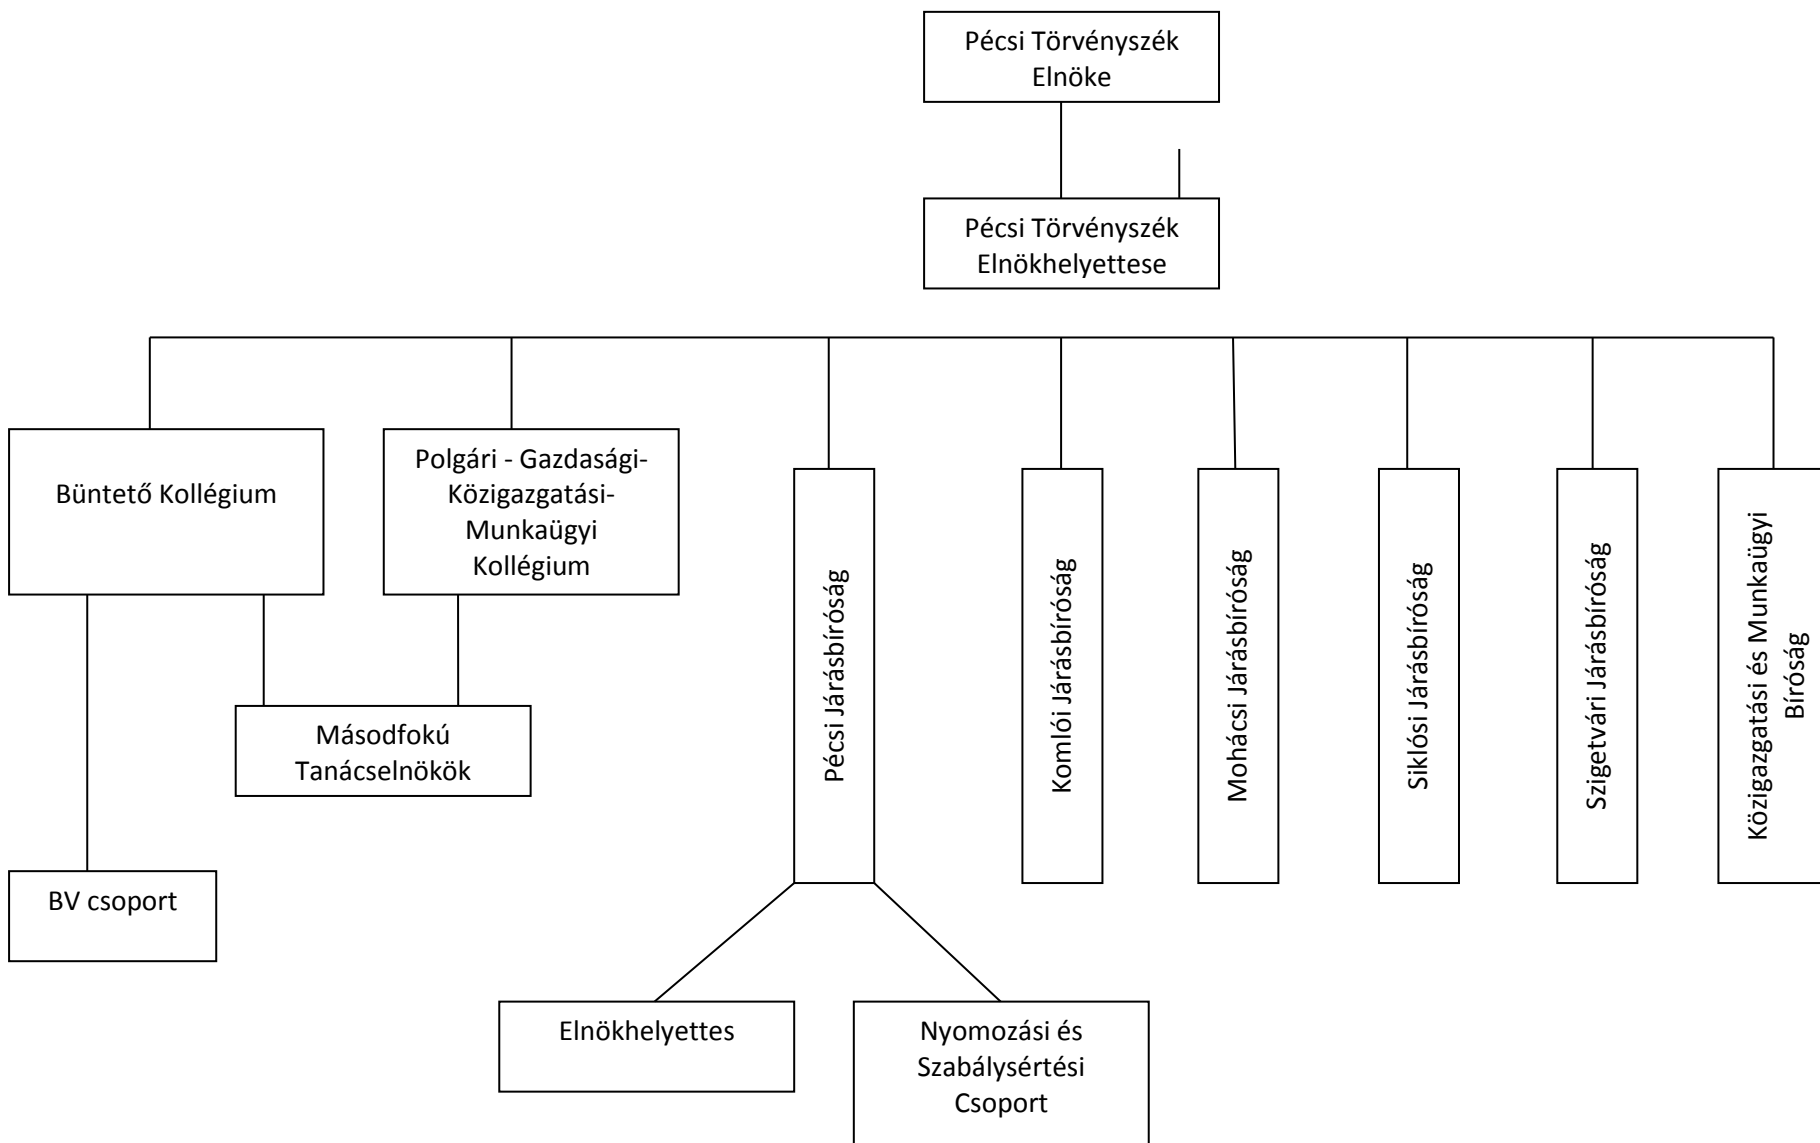 Pécsi Törvényszék
Elnöke
Pécsi Törvényszék
Elnökhelyettese
Büntető Kollégium
Polgári - Gazdasági-
Közigazgatási-
Munkaügyi
Kollégium
Pécsi Járásbíróság
Komlói Járásbíróság
Mohácsi Járásbíróság
Siklósi Járásbíróság
Szigetvári Járásbíróság
Közigazgatási és Munkaügyi
Bíróság
Másodfokú
Tanácselnökök
BV csoport
Elnökhelyettes
Nyomozási és
Szabálysértési
Csoport